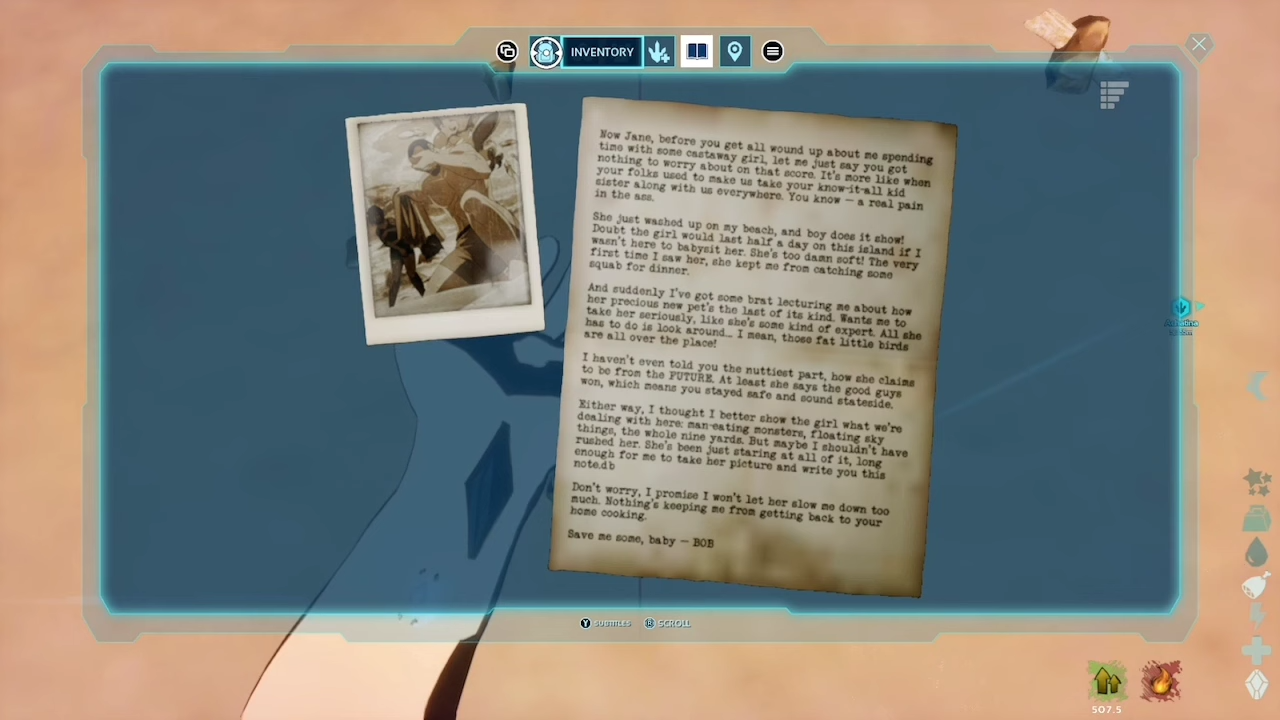 INVENTORY
Now Jane, before you get all wound up about me spending
time with some castaway girl, let me just say you got
nothing to worry about on that score. It's more like when
your folks used to make us take your know-it-all kid
sister along with us everywhere. You know — a real pain
in the ass.
She just washed up on my beach, and boy does it show!
Doubt the girl would last half a day on this island if I
wasn't here to babysit her. She's too damn soft! The very
first time I saw her, she kept me from catching some
squab for dinner.
And suddenly I've got some brat lecturing me about how
her precious new pet's the last of its kind. Wants me to
take her seriously, like she's some kind of expert. All she
has to do is look around… I mean, those fat little birds
are all over the place!
I haven't even told you the nuttiest part, how she claims
to be from the FUTURE. At least she says the good guys
won, which means you stayed safe and sound stateside.
Either way, I thought I better show the girl what we're
dealing with here: man-eating monsters, floating sky
things, the whole nine yards. But maybe I shouldn't have
rushed her. She's been just staring at all of it, long
enough for me to take her picture and write you this
note.db
Don't worry, I promise I won't let her slow me down too
much. Nothing's keeping me from getting back to your
home cooking.
Save me some, baby — BOB
Y SUBTITLES R SCROLL
507.5